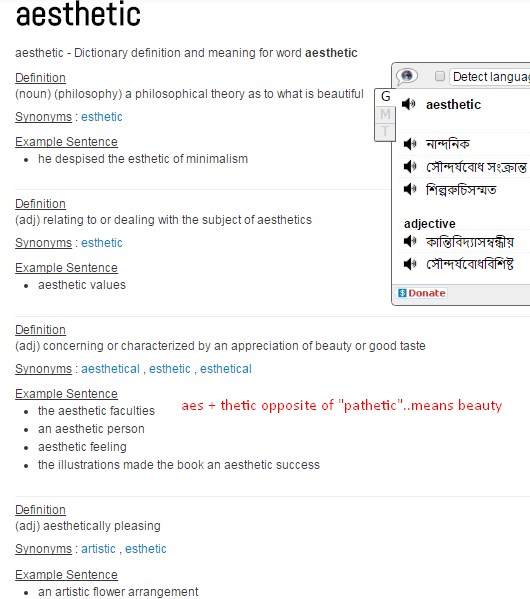 aesthetic
aesthetic - Dictionary definition and meaning for word aesthetic
Definition
(noun) (philosophy) a philosophical theory as to what is beautiful
Synonyms : esthetic
Example Sentence
he despised the esthetic of minimalism
Definition
(adj) relating to or dealing with the subject of aesthetics
Synonyms : esthetic
Example Sentence
aesthetic values
Definition
(adj) concerning or characterized by an appreciation of beauty or good taste
Synonyms : aesthetical , esthetic , esthetical
Example Sentence
the aesthetic faculties
aes + thetic opposite of "pathetic"..means beauty
an aesthetic person
aesthetic feeling
the illustrations made the book an aesthetic success
Definition
(adj) aesthetically pleasing
Synonyms : artistic , esthetic
Example Sentence
an artistic flower arrangement
Detect languag
G
M
T
aesthetic
নান্দনিক
সৌন্দর্যবোধ সংক্রান্ত
শিল্পরুচিসম্মত
adjective
কান্তিবিদ্যাসম্বন্ধীয়
সৌন্দর্যবোধবিশিষ্ট
Donate